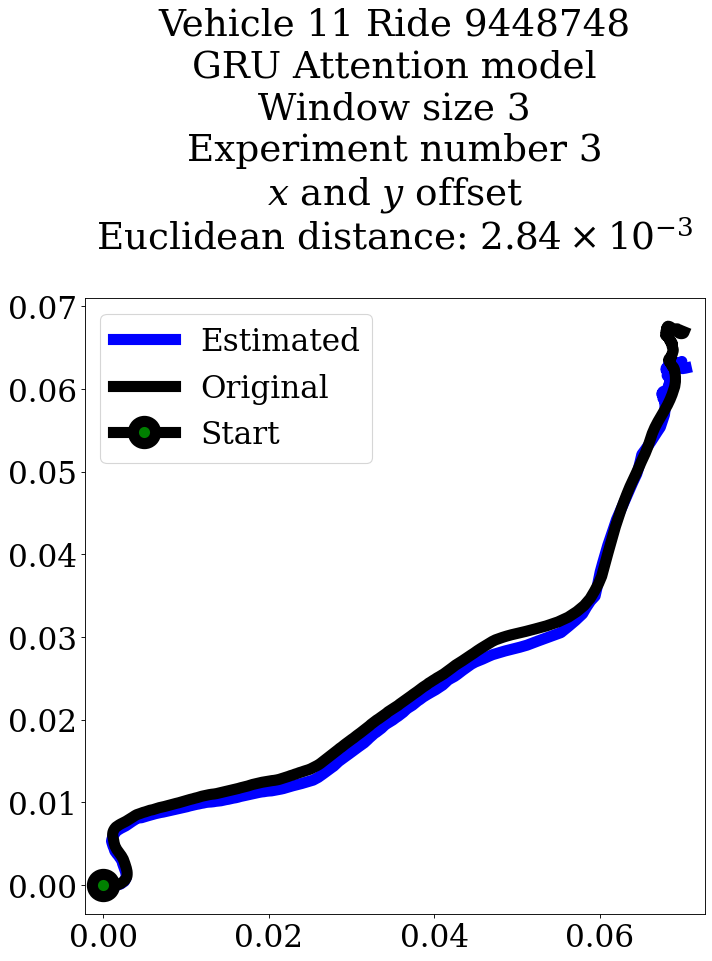 Vehicle 11 Ride 9448748
GRU Attention model
Window size 3
Experiment number 3
x and y offset
Euclidean distance: 2.84 × 10⁻³
0.07
Estimated
Original
Start
0.06
0.05
0.04
0.03
0.02
0.01
0.00
0.00 0.02 0.04 0.06